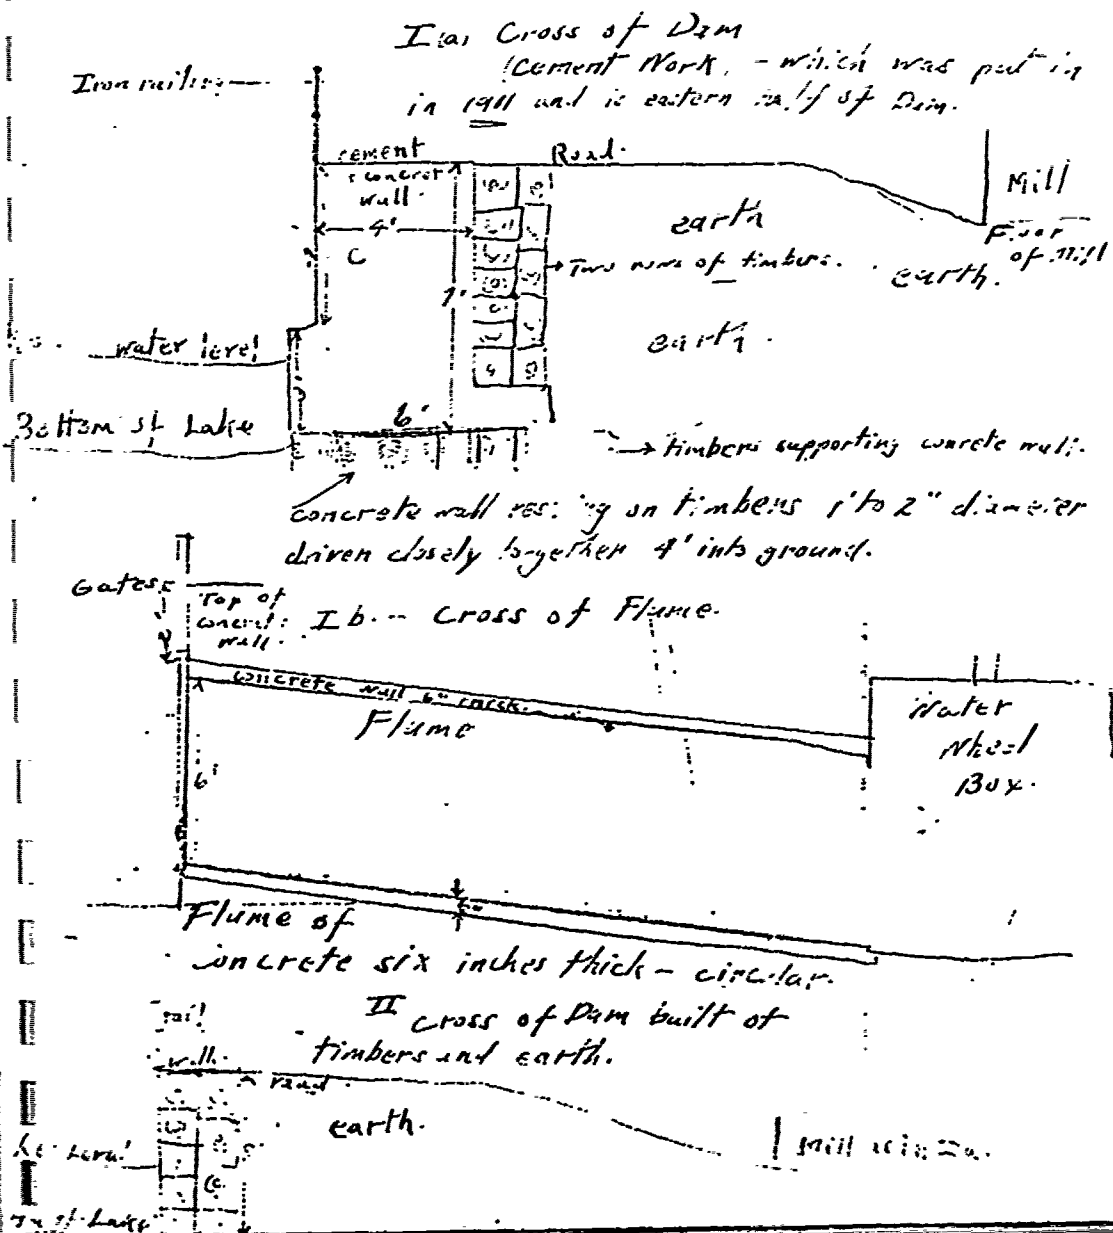 I(a) Cross of Dam
Cement Work, - which was put in
in 1911 and is eastern half of Dam.
Iron railing
cement
& concret
wall.
Road.
Mill
Floor
of Mill
4'
C
earth
Two rows of timbers.
earth.
7'
earth.
water level
Bottom of Lake
6'
timbers supporting concrete wall.
concrete wall resting on timbers 1' to 2" diameter
driven closely together 4' into ground.
Gates
Top of
concrete
wall.
I b. -- Cross of Flume.
concrete wall 6" thick.
Flume
Water
Wheel
Box.
6'
Flume of
concrete six inches thick - circular.
II
Cross of Dam built of
timbers and earth.
rail
wall.
road.
earth.
Level
Mill
of Lake